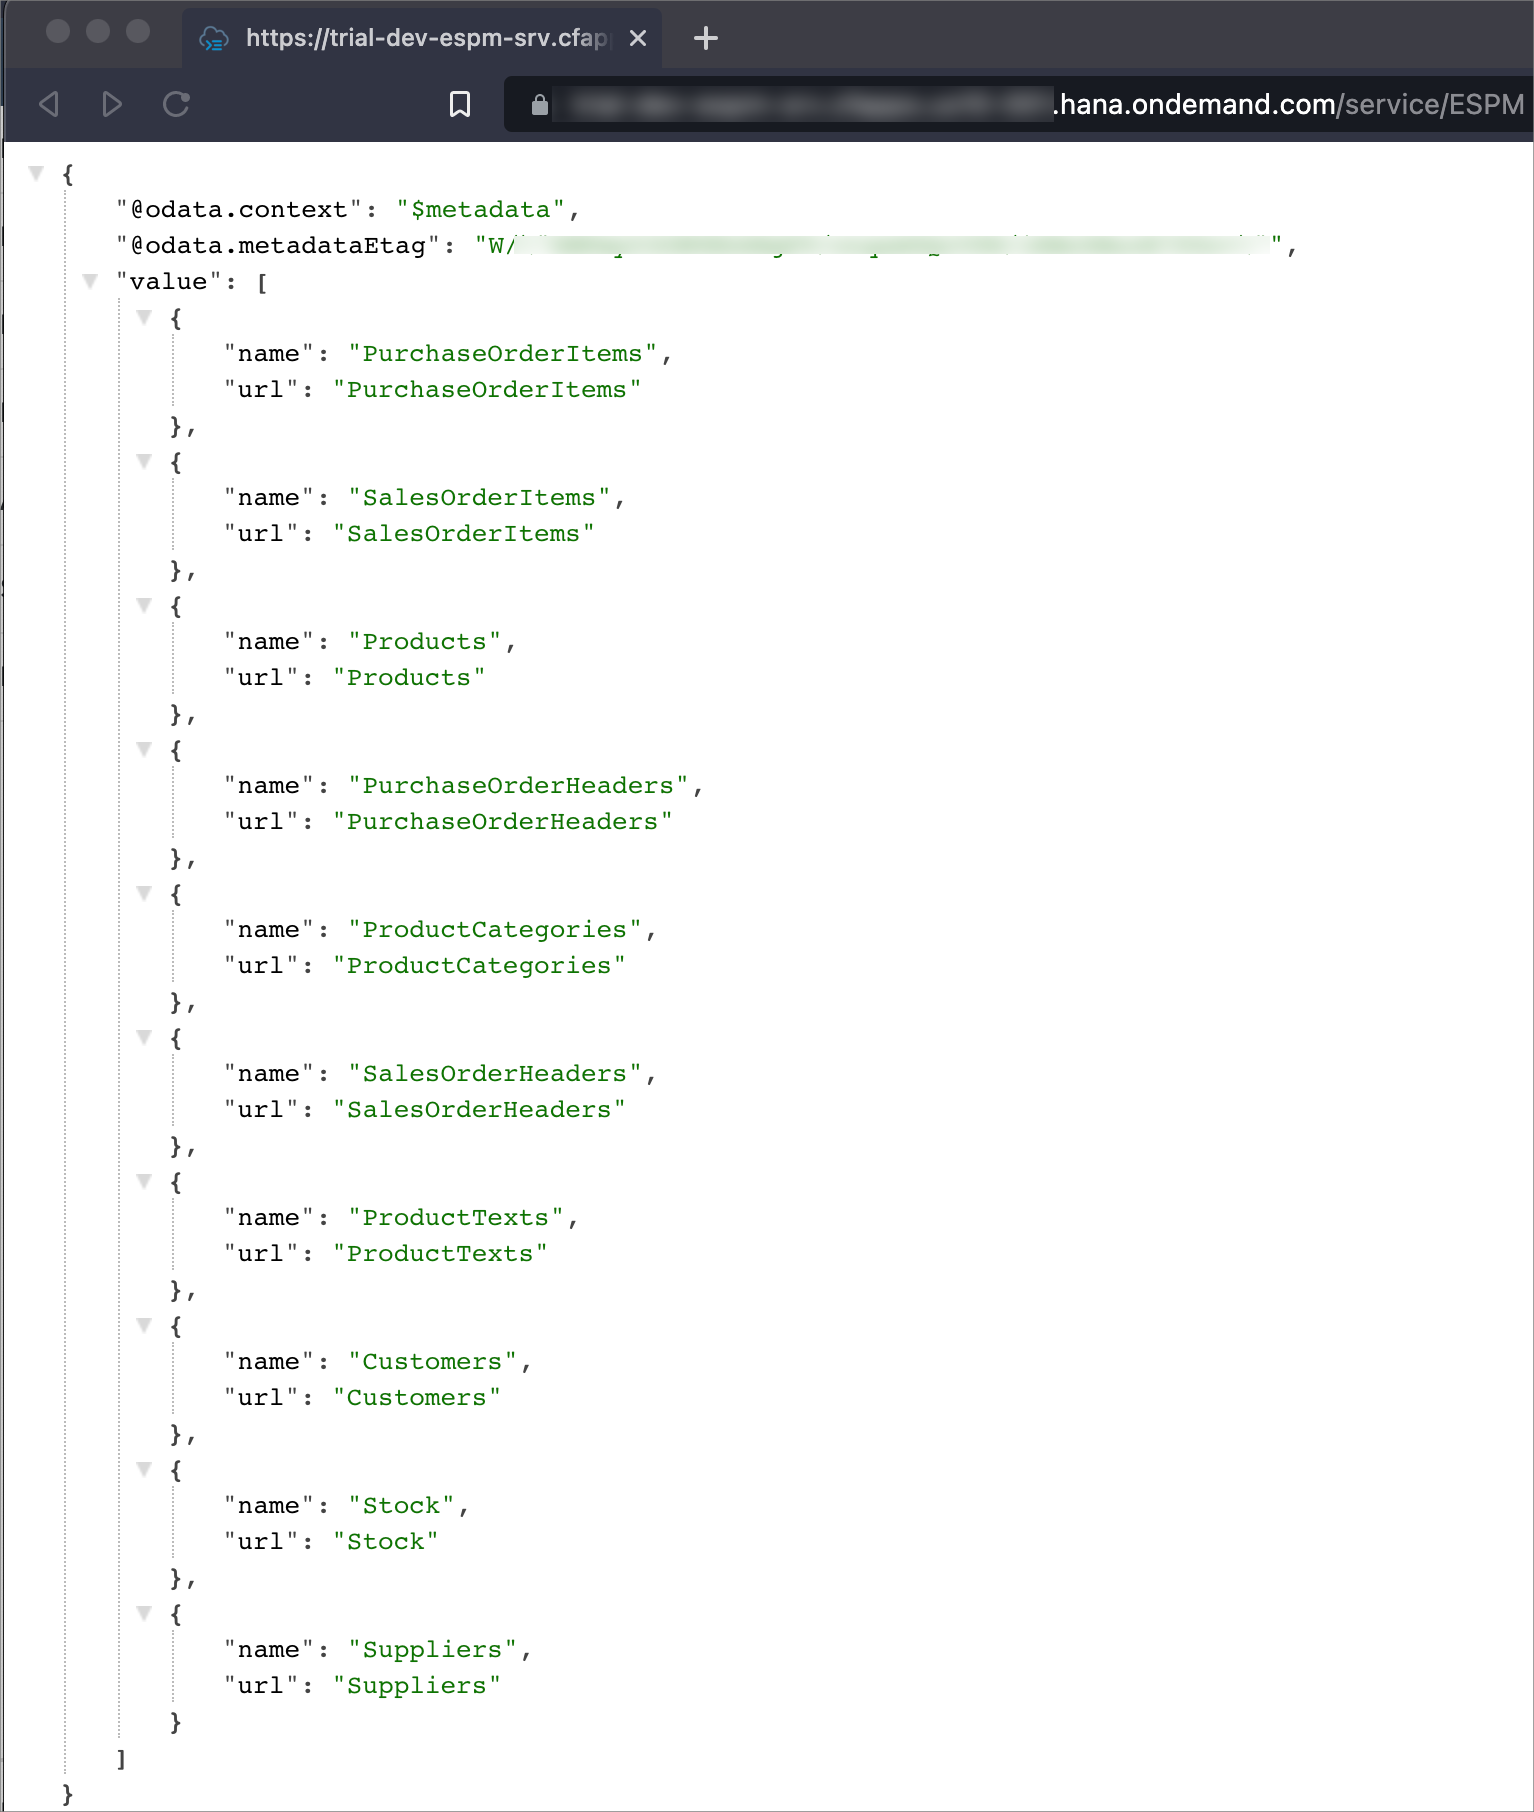 https://trial-dev-espm-srv.cfap
.hana.ondemand.com/service/ESPM
{
"@odata.context": "$metadata",
"@odata.metadataEtag": "W/ ",
"value": [
{
"name": "PurchaseOrderItems",
"url": "PurchaseOrderItems"
},
{
"name": "SalesOrderItems",
"url": "SalesOrderItems"
},
{
"name": "Products",
"url": "Products"
},
{
"name": "PurchaseOrderHeaders",
"url": "PurchaseOrderHeaders"
},
{
"name": "ProductCategories",
"url": "ProductCategories"
},
{
"name": "SalesOrderHeaders",
"url": "SalesOrderHeaders"
},
{
"name": "ProductTexts",
"url": "ProductTexts"
},
{
"name": "Customers",
"url": "Customers"
},
{
"name": "Stock",
"url": "Stock"
},
{
"name": "Suppliers",
"url": "Suppliers"
}
]
}